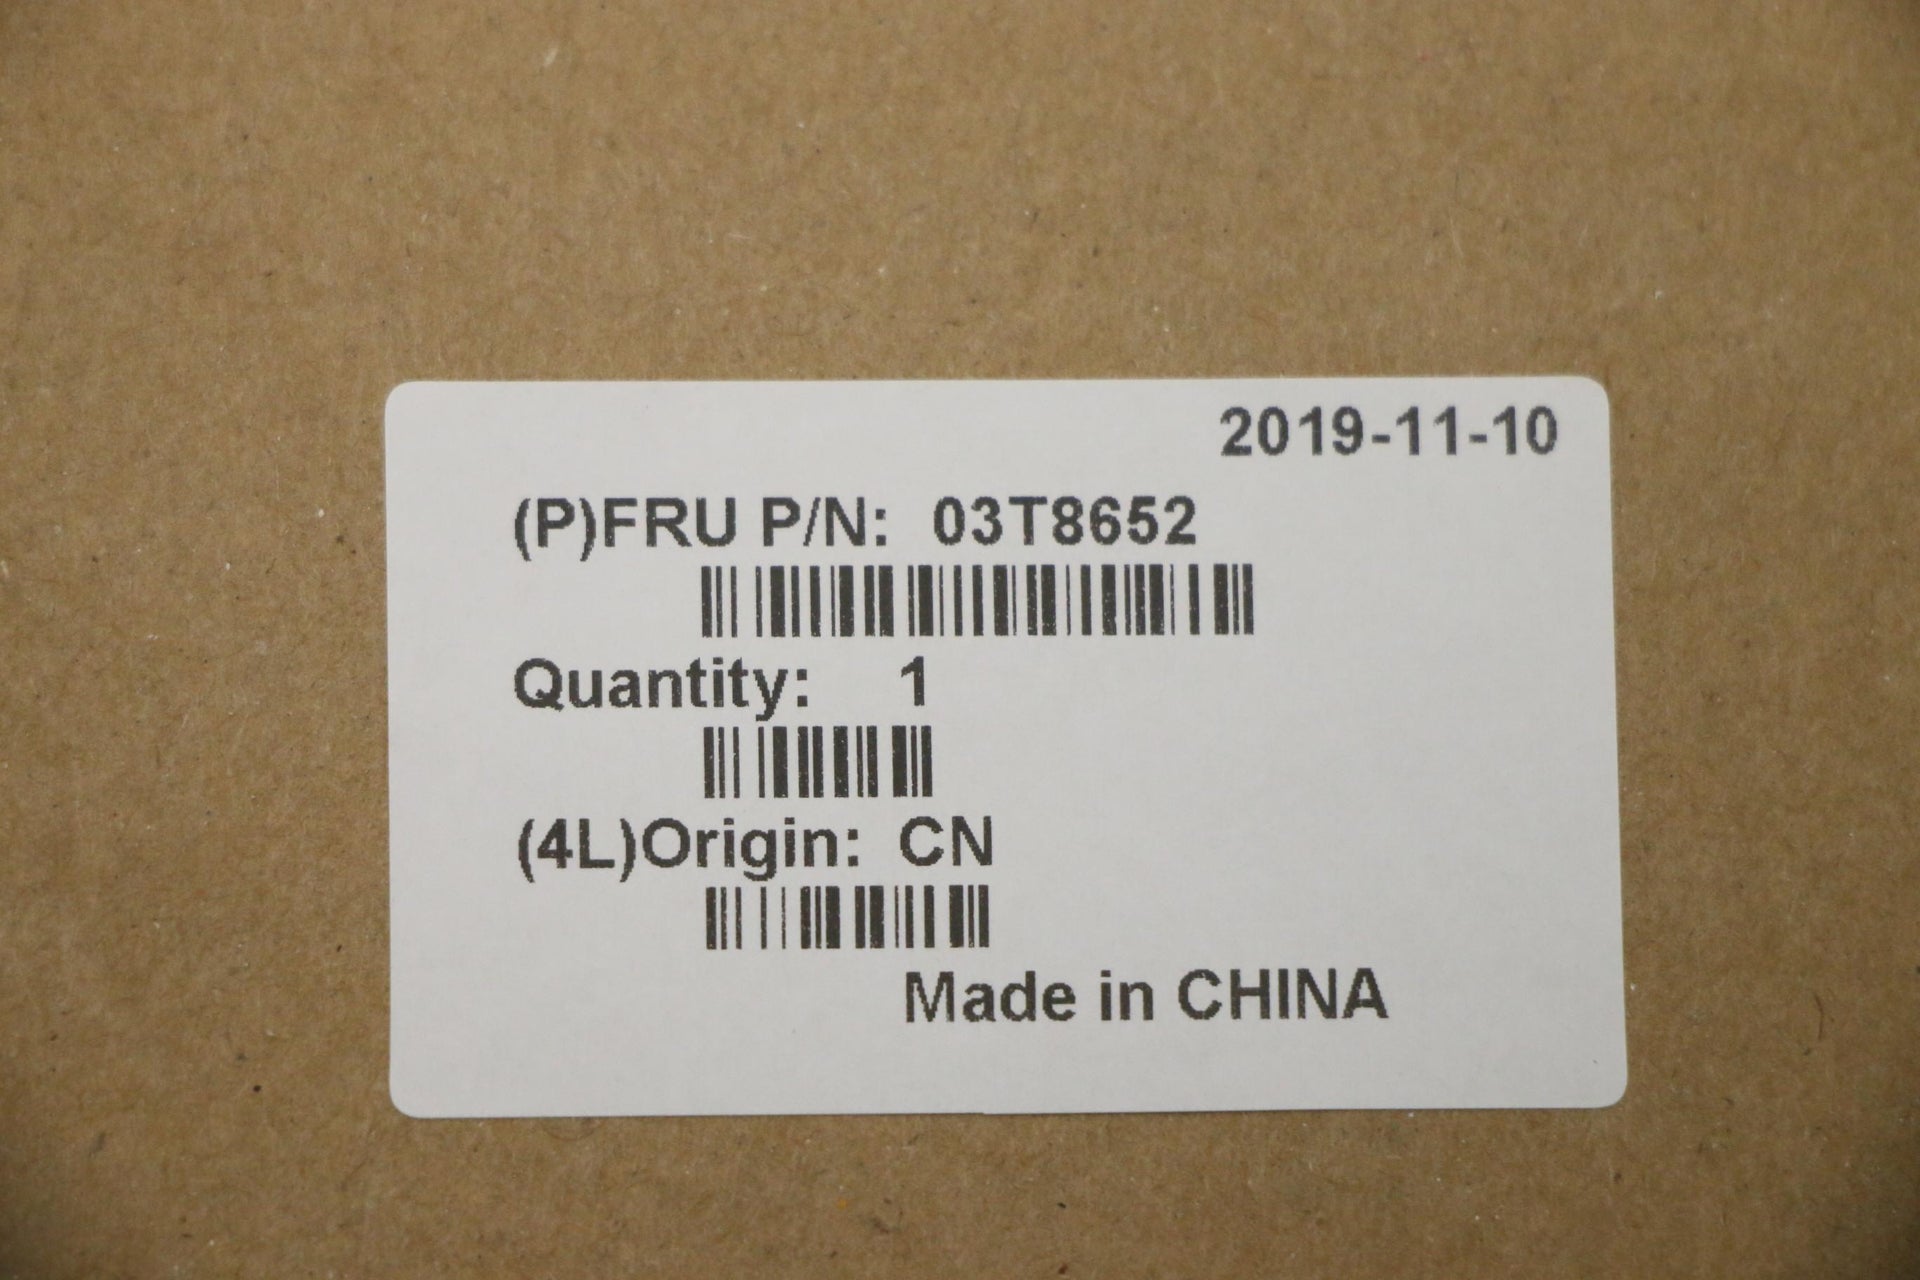 2019-11-10
(P)FRU P/N: 03T8652
Quantity: 1
(4L)Origin: CN
Made in CHINA